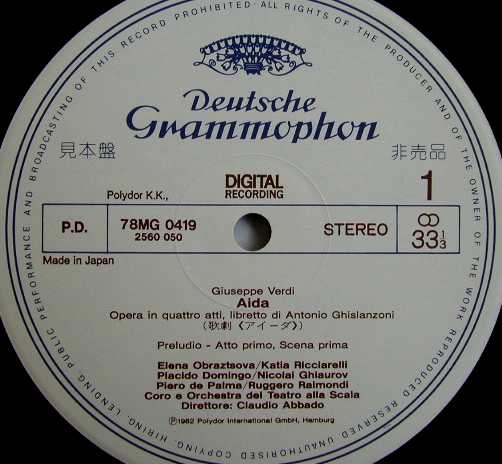 ALL RIGHTS OF THE PRODUCER AND OF THE OWNER OF THE WORK REPRODUCED RESERVED. UNAUTHORISED COPYING, HIRING, LENDING, PUBLIC PERFORMANCE AND BROADCASTING OF THIS RECORD PROHIBITED·
Deutsche
Grammophon
見本盤
非売品
Polydor K.K.,
DIGITAL
RECORDING
1
P.D.
78MG 0419
2560 050
STEREO
33 1/3
Made in Japan
Giuseppe Verdi
Aida
Opera in quattro atti, libretto di Antonio Ghislanzoni
(歌劇《アイーダ》)
Preludio - Atto primo, Scena prima
Elena Obraztsova/Katia Ricciarelli
Placido Domingo/Nicolai Ghiaurov
Piero de Palma/Ruggero Raimondi
Coro e Orchestra del Teatro alla Scala
Direttore: Claudio Abbado
℗1982 Polydor International GmbH, Hamburg